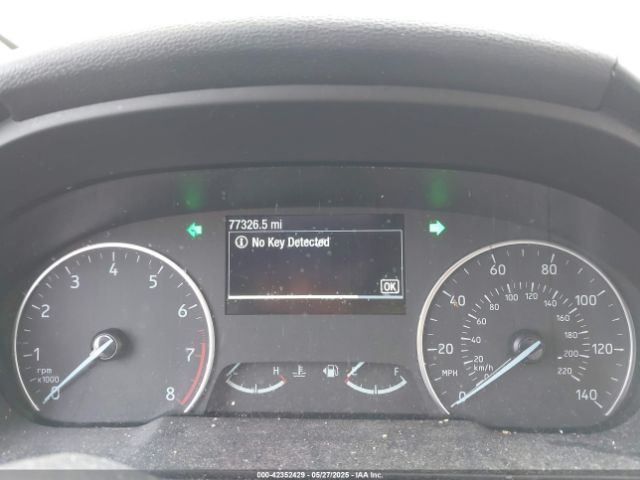 77326.5 mi
No Key Detected
OK
0 1 2 3 4 5 6 7 8
rpm
x1000
H
E F
0 20 40 60 80 100 120 140
MPH
0 20 40 60 80 100 120 140 160 180 200 220
km/h
000-42352429 - 05/27/2025 - IAA Inc.